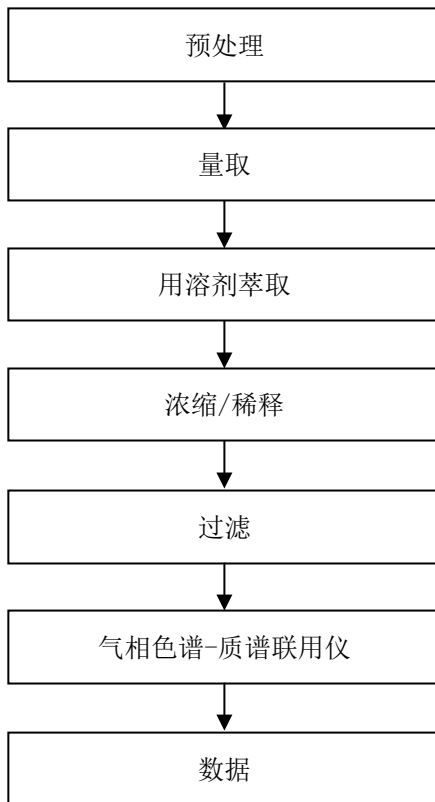 预处理
量取
用溶剂萃取
浓缩/稀释
过滤
气相色谱-质谱联用仪
数据